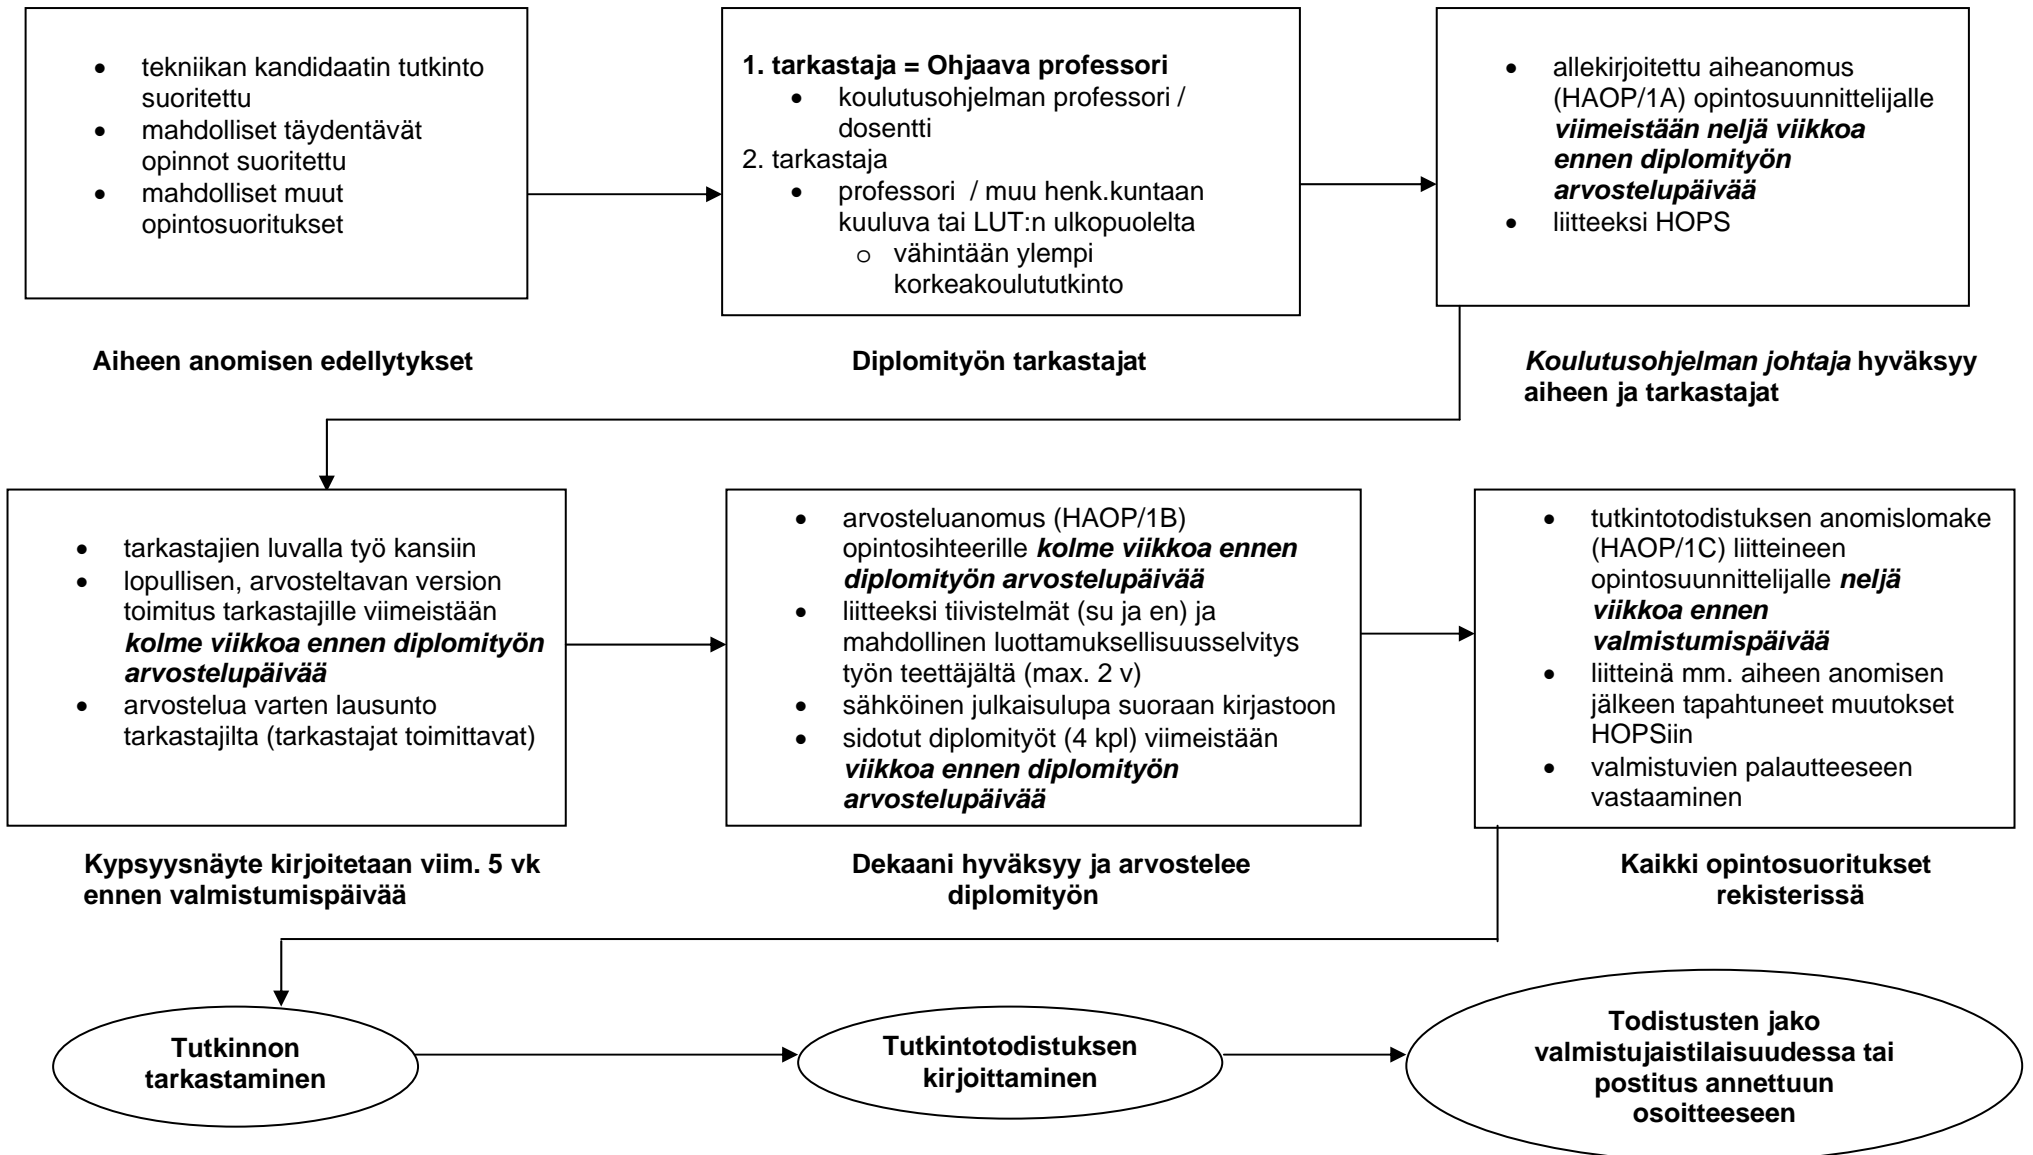 • tekniikan kandidaatin tutkinto
suoritettu
• mahdolliset täydentävät
opinnot suoritettu
• mahdolliset muut
opintosuoritukset
Aiheen anomisen edellytykset
1. tarkastaja = Ohjaava professori
• koulutusohjelman professori /
dosentti
2. tarkastaja
• professori / muu henk.kuntaan
kuuluva tai LUT:n ulkopuolelta
o vähintään ylempi
korkeakoulututkinto
Diplomityön tarkastajat
• allekirjoitettu aiheanomus
(HAOP/1A) opintosuunnittelijalle
viimeistään neljä viikkoa
ennen diplomityön
arvostelupäivää
• liitteeksi HOPS
Koulutusohjelman johtaja hyväksyy
aiheen ja tarkastajat
• tarkastajien luvalla työ kansiin
• lopullisen, arvosteltavan version
toimitus tarkastajille viimeistään
kolme viikkoa ennen diplomityön
arvostelupäivää
• arvostelua varten lausunto
tarkastajilta (tarkastajat toimittavat)
Kypsyysnäyte kirjoitetaan viim. 5 vk
ennen valmistumispäivää
• arvosteluanomus (HAOP/1B)
opintosihteerille kolme viikkoa ennen
diplomityön arvostelupäivää
• liitteeksi tiivistelmät (su ja en) ja
mahdollinen luottamuksellisuusselvitys
työn teettäjältä (max. 2 v)
• sähköinen julkaisulupa suoraan kirjastoon
• sidotut diplomityöt (4 kpl) viimeistään
viikkoa ennen diplomityön
arvostelupäivää
Dekaani hyväksyy ja arvostelee
diplomityön
• tutkintotodistuksen anomislomake
(HAOP/1C) liitteineen
opintosuunnittelijalle neljä
viikkoa ennen
valmistumispäivää
• liitteinä mm. aiheen anomisen
jälkeen tapahtuneet muutokset
HOPSiin
• valmistuvien palautteeseen
vastaaminen
Kaikki opintosuoritukset
rekisterissä
Tutkinnon
tarkastaminen
Tutkintotodistuksen
kirjoittaminen
Todistusten jako
valmistujaistilaisuudessa tai
postitus annettuun
osoitteeseen